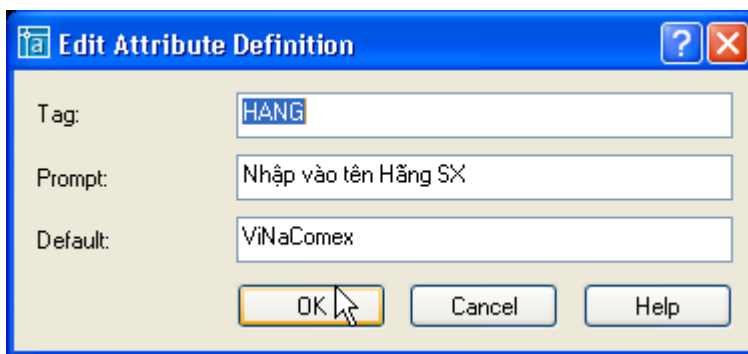 Edit Attribute Definition
Tag: HANG
Prompt: Nhập vào tên Hãng SX
Default: ViNaComex
OK Cancel Help